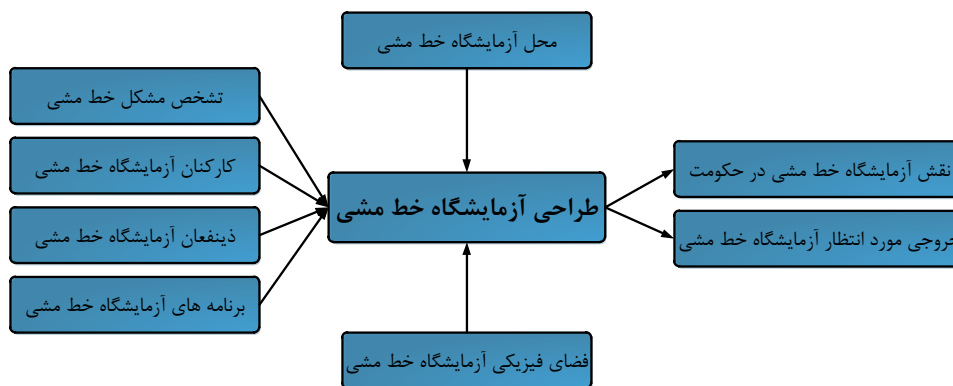 محل آزمایشگاه خط مشی
تشخص مشکل خط مشی
کارکنان آزمایشگاه خط مشی
ذینفعان آزمایشگاه خط مشی
برنامه های آزمایشگاه خط مشی
طراحی آزمایشگاه خط مشی
نقش آزمایشگاه خط مشی در حکومت
خروجی مورد انتظار آزمایشگاه خط مشی
فضای فیزیکی آزمایشگاه خط مشی